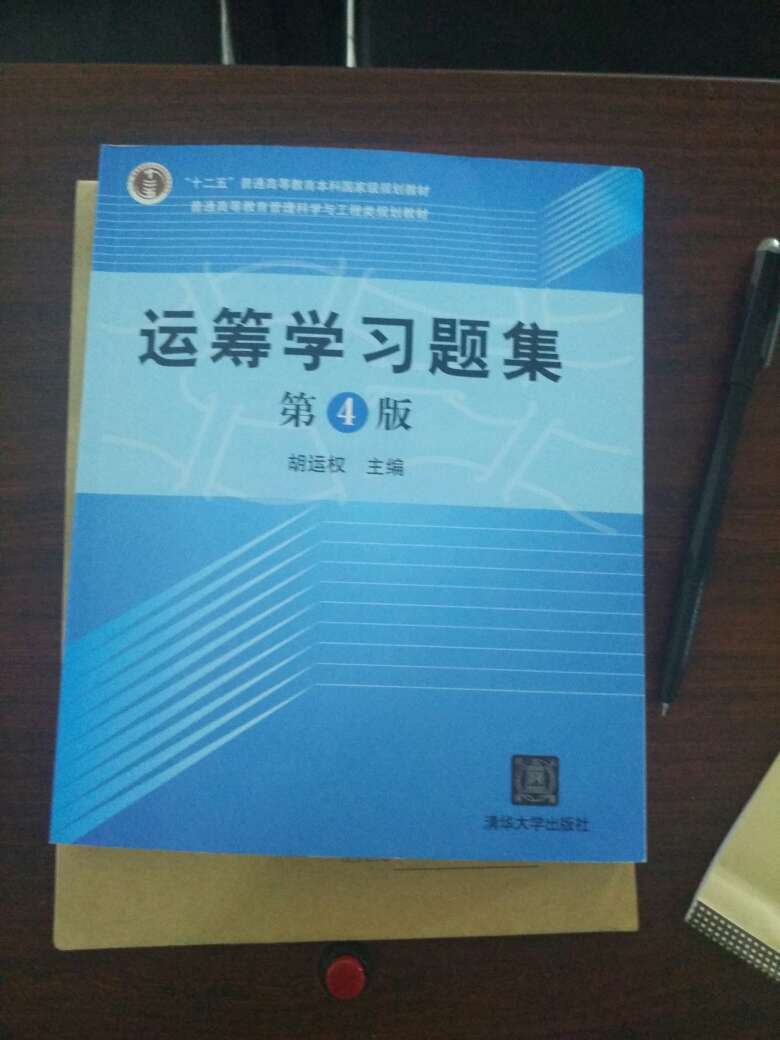 "十二五"普通高等教育本科国家级规划教材
普通高等教育管理科学与工程类规划教材
运筹学习题集
第4版
胡运权 主编
清华大学出版社